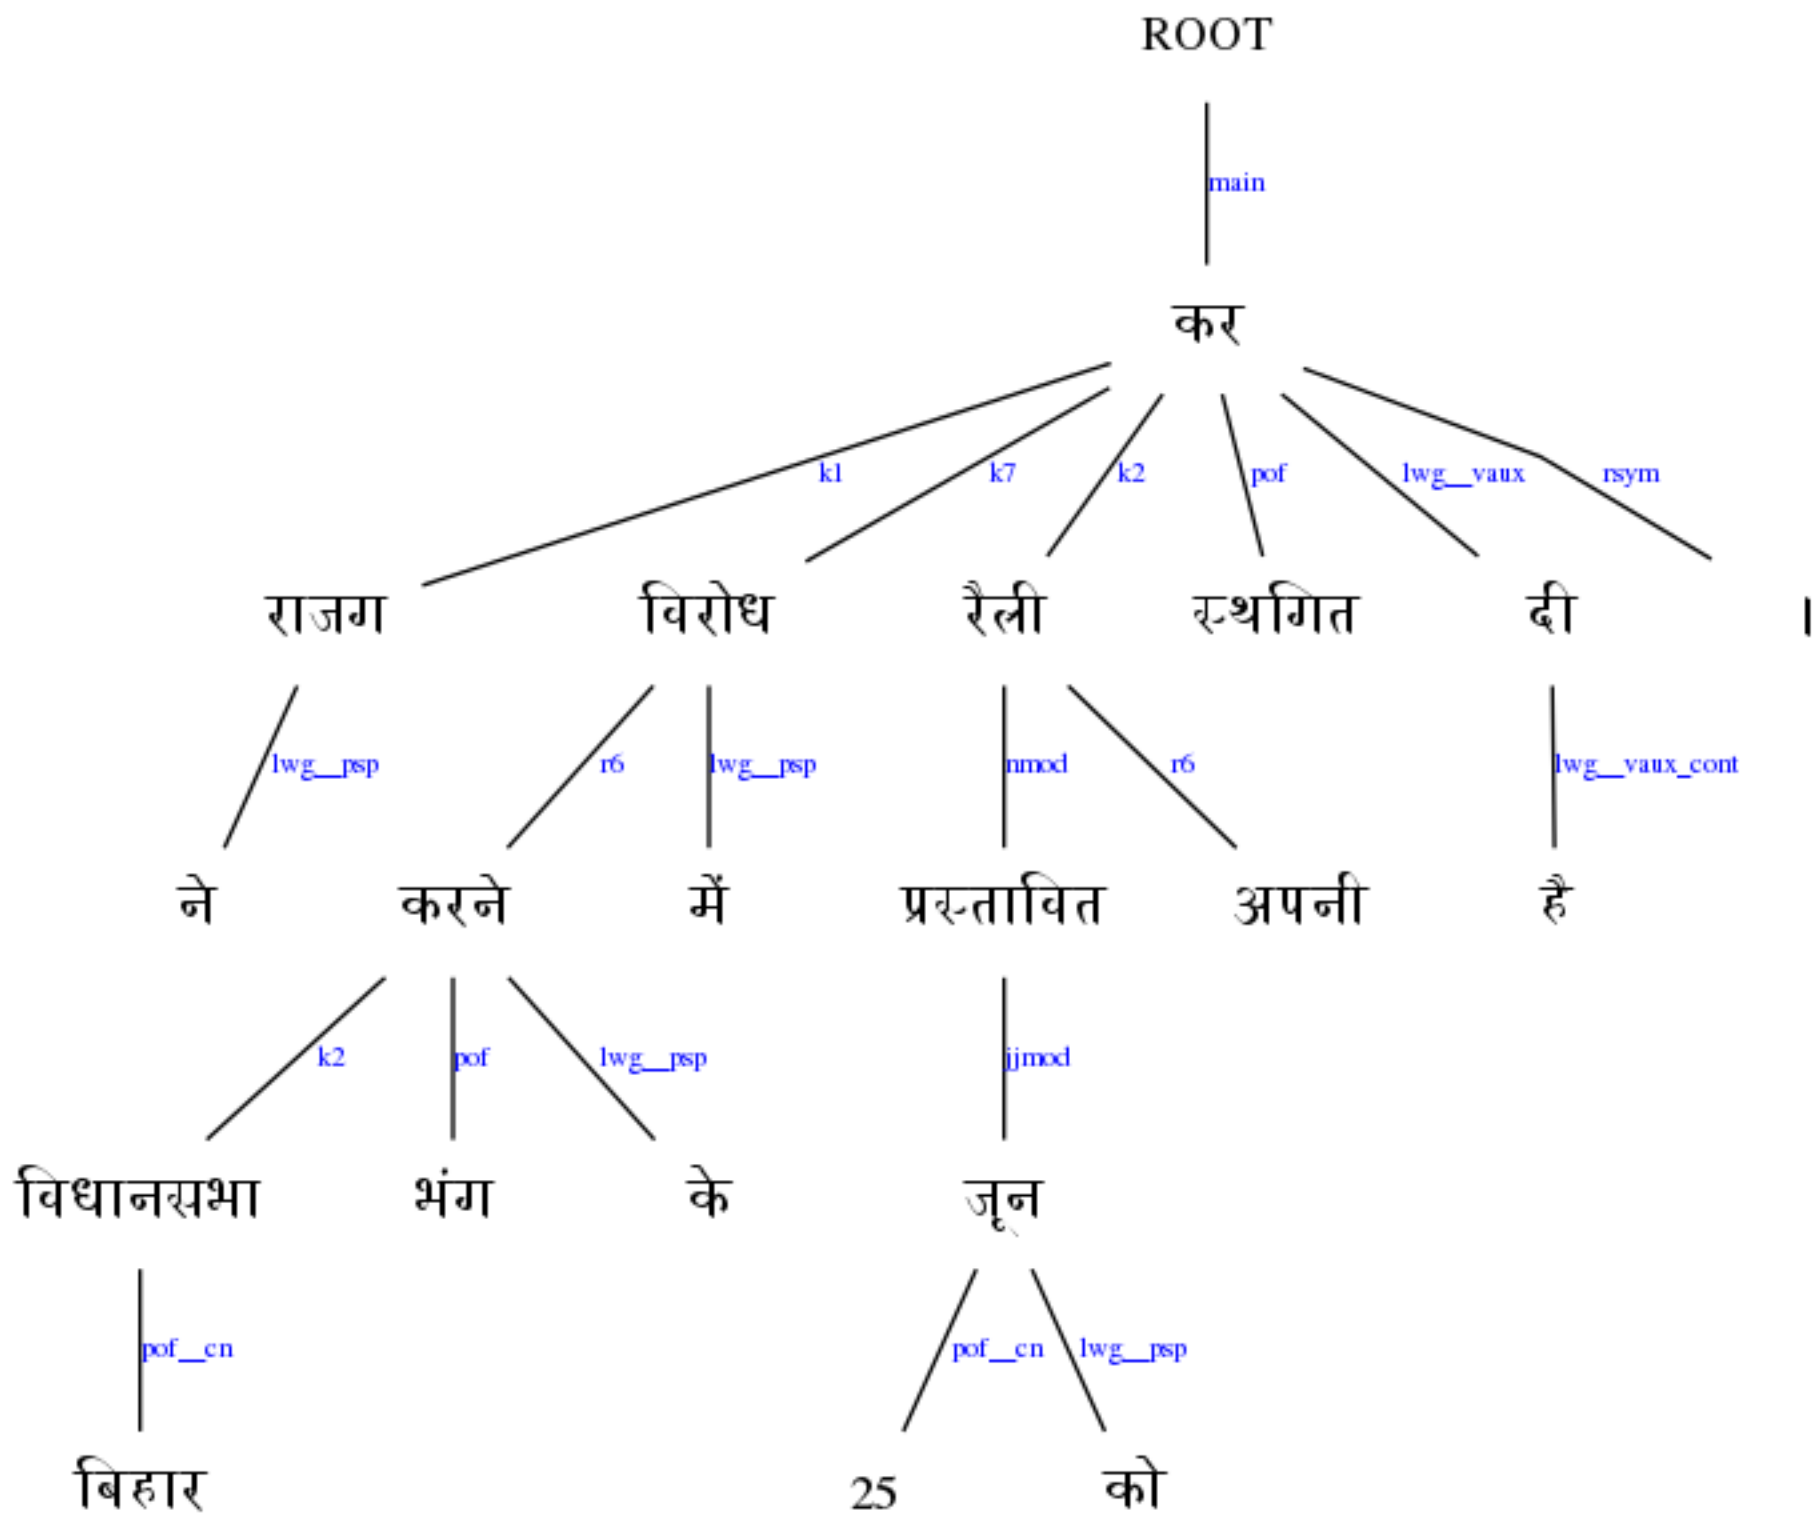 ROOT
main
कर
k1 k7 k2 pof lwg__vaux rsym
राजग विरोध रैली स्थगित दी ।
lwg__psp r6 lwg__psp nmod r6 lwg__vaux_cont
ने करने में प्रस्तावित अपनी है
k2 pof lwg__psp jjmod
विधानसभा भंग के जून
pof__cn pof__cn lwg__psp
बिहार 25 को